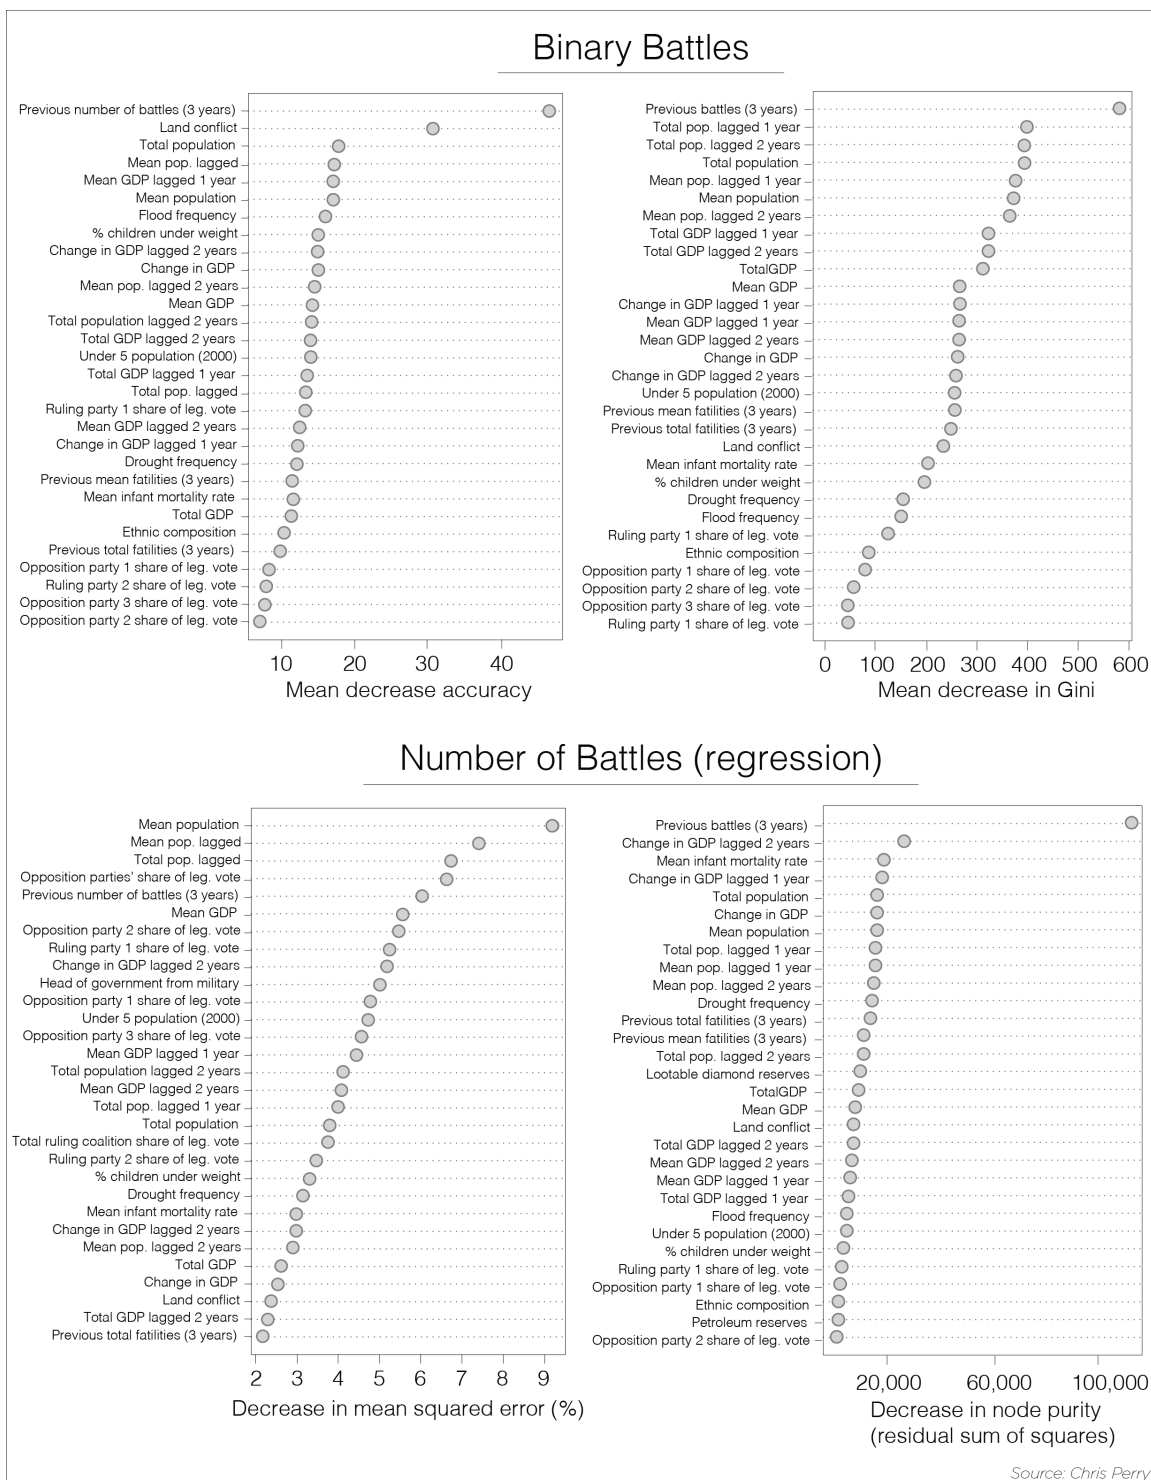 Binary Battles
Previous number of battles (3 years)
Land conflict
Total population
Mean pop. lagged
Mean GDP lagged 1 year
Mean population
Flood frequency
% children under weight
Change in GDP lagged 2 years
Change in GDP
Mean pop. lagged 2 years
Mean GDP
Total population lagged 2 years
Total GDP lagged 2 years
Under 5 population (2000)
Total GDP lagged 1 year
Total pop. lagged
Ruling party 1 share of leg. vote
Mean GDP lagged 2 years
Change in GDP lagged 1 year
Drought frequency
Previous mean fatilities (3 years)
Mean infant mortality rate
Total GDP
Ethnic composition
Previous total fatilities (3 years)
Opposition party 1 share of leg. vote
Ruling party 2 share of leg. vote
Opposition party 3 share of leg. vote
Opposition party 2 share of leg. vote
10 20 30 40
Mean decrease accuracy
Previous battles (3 years)
Total pop. lagged 1 year
Total pop. lagged 2 years
Total population
Mean pop. lagged 1 year
Mean population
Mean pop. lagged 2 years
Total GDP lagged 1 year
Total GDP lagged 2 years
TotalGDP
Mean GDP
Change in GDP lagged 1 year
Mean GDP lagged 1 year
Mean GDP lagged 2 years
Change in GDP
Change in GDP lagged 2 years
Under 5 population (2000)
Previous mean fatilities (3 years)
Previous total fatilities (3 years)
Land conflict
Mean infant mortality rate
% children under weight
Drought frequency
Flood frequency
Ruling party 1 share of leg. vote
Ethnic composition
Opposition party 1 share of leg. vote
Opposition party 2 share of leg. vote
Opposition party 3 share of leg. vote
Ruling party 1 share of leg. vote
0 100 200 300 400 500 600
Mean decrease in Gini
Number of Battles (regression)
Mean population
Mean pop. lagged
Total pop. lagged
Opposition parties' share of leg. vote
Previous number of battles (3 years)
Mean GDP
Opposition party 2 share of leg. vote
Ruling party 1 share of leg. vote
Change in GDP lagged 2 years
Head of government from military
Opposition party 1 share of leg. vote
Under 5 population (2000)
Opposition party 3 share of leg. vote
Mean GDP lagged 1 year
Total population lagged 2 years
Mean GDP lagged 2 years
Total pop. lagged 1 year
Total population
Total ruling coalition share of leg. vote
Ruling party 2 share of leg. vote
% children under weight
Drought frequency
Mean infant mortality rate
Change in GDP lagged 2 years
Mean pop. lagged 2 years
Total GDP
Change in GDP
Land conflict
Total GDP lagged 2 years
Previous total fatilities (3 years)
2 3 4 5 6 7 8 9
Decrease in mean squared error (%)
Previous battles (3 years)
Change in GDP lagged 2 years
Mean infant mortality rate
Change in GDP lagged 1 year
Total population
Change in GDP
Mean population
Total pop. lagged 1 year
Mean pop. lagged 1 year
Mean pop. lagged 2 years
Drought frequency
Previous total fatilities (3 years)
Previous mean fatilities (3 years)
Total pop. lagged 2 years
Lootable diamond reserves
TotalGDP
Mean GDP
Land conflict
Total GDP lagged 2 years
Mean GDP lagged 2 years
Mean GDP lagged 1 year
Total GDP lagged 1 year
Flood frequency
Under 5 population (2000)
% children under weight
Ruling party 1 share of leg. vote
Opposition party 1 share of leg. vote
Ethnic composition
Petroleum reserves
Opposition party 2 share of leg. vote
20,000 60,000 100,000
Decrease in node purity
(residual sum of squares)
Source: Chris Perry